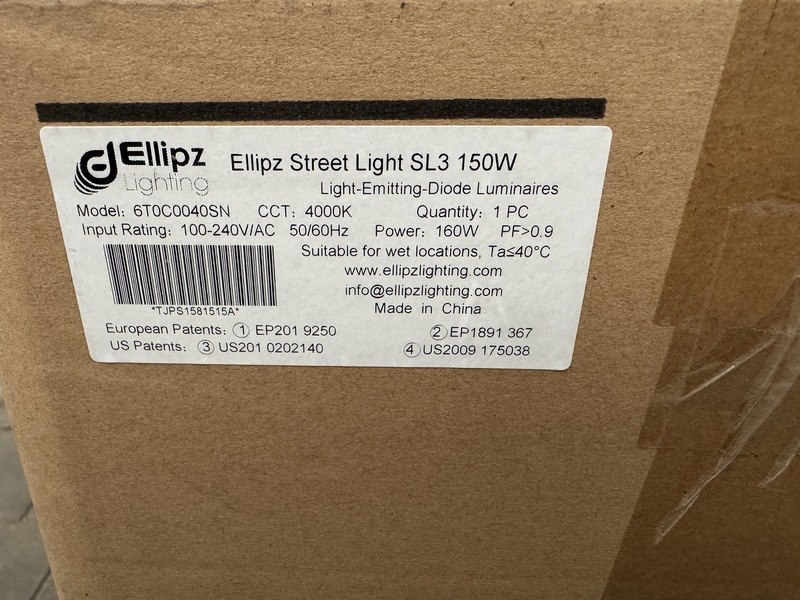 Ellipz
Lighting
Ellipz Street Light SL3 150W
Light-Emitting-Diode Luminaires
Model: 6T0C0040SN CCT: 4000K Quantity: 1 PC
Input Rating: 100-240V/AC 50/60Hz Power: 160W PF>0.9
Suitable for wet locations, Ta≤40°C
www.ellipzlighting.com
info@ellipzlighting.com
*TJPS1581515A*
Made in China
European Patents: ① EP201 9250 ② EP1891 367
US Patents: ③ US201 0202140 ④ US2009 175038